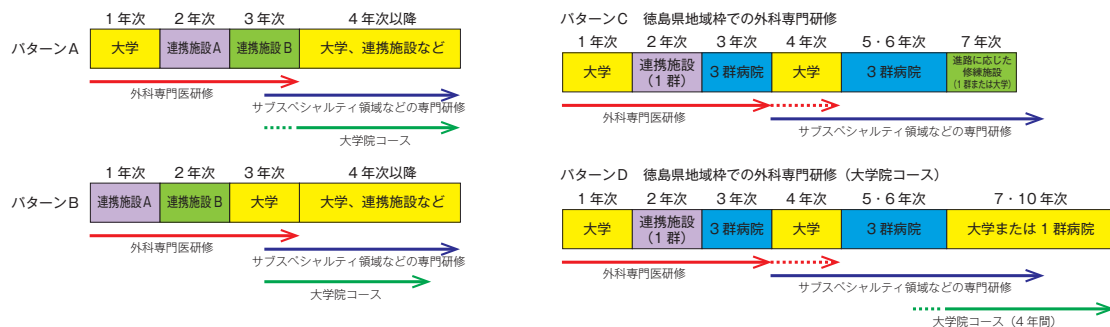 1年次 2年次 3年次 4年次以降
パターンA 大学 連携施設A 連携施設B 大学、連携施設など
外科専門医研修
サブスペシャルティ領域などの専門研修
大学院コース
1年次 2年次 3年次 4年次以降
パターンB 連携施設A 連携施設B 大学 大学、連携施設など
外科専門医研修
サブスペシャルティ領域などの専門研修
大学院コース
パターンC 徳島県地域枠での外科専門研修
1年次 2年次 3年次 4年次 5・6年次 7年次
大学 連携施設 3群病院 大学 3群病院 進路に応じた
(1群) 修練施設
(1群または大学)
外科専門医研修
サブスペシャルティ領域などの専門研修
パターンD 徳島県地域枠での外科専門研修(大学院コース)
1年次 2年次 3年次 4年次 5・6年次 7・10年次
大学 連携施設 3群病院 大学 3群病院 大学または1群病院
(1群)
外科専門医研修
サブスペシャルティ領域などの専門研修
大学院コース(4年間)